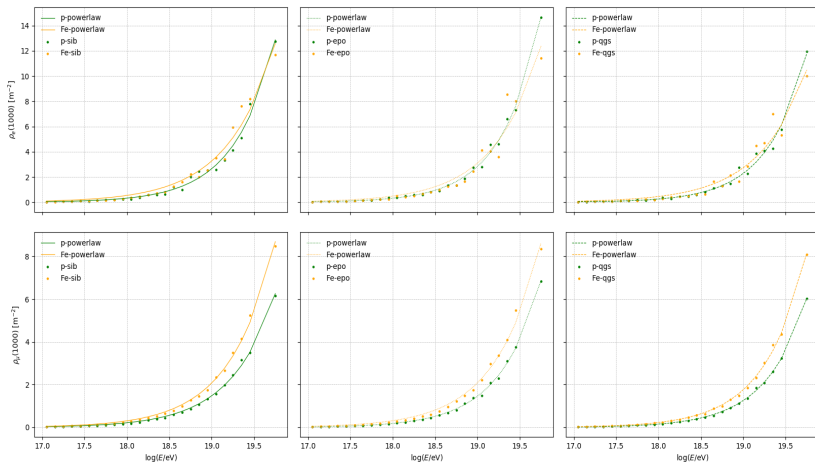 p-powerlaw
Fe-powerlaw
p-sib
Fe-sib
p-powerlaw
Fe-powerlaw
p-epo
Fe-epo
p-powerlaw
Fe-powerlaw
p-qgs
Fe-qgs
14
12
10
8
6
4
2
0
ρe(1000) [m⁻²]
p-powerlaw
Fe-powerlaw
p-sib
Fe-sib
p-powerlaw
Fe-powerlaw
p-epo
Fe-epo
p-powerlaw
Fe-powerlaw
p-qgs
Fe-qgs
8
6
4
2
0
17.0 17.5 18.0 18.5 19.0 19.5
17.0 17.5 18.0 18.5 19.0 19.5
17.0 17.5 18.0 18.5 19.0 19.5
log(E/eV)
log(E/eV)
log(E/eV)